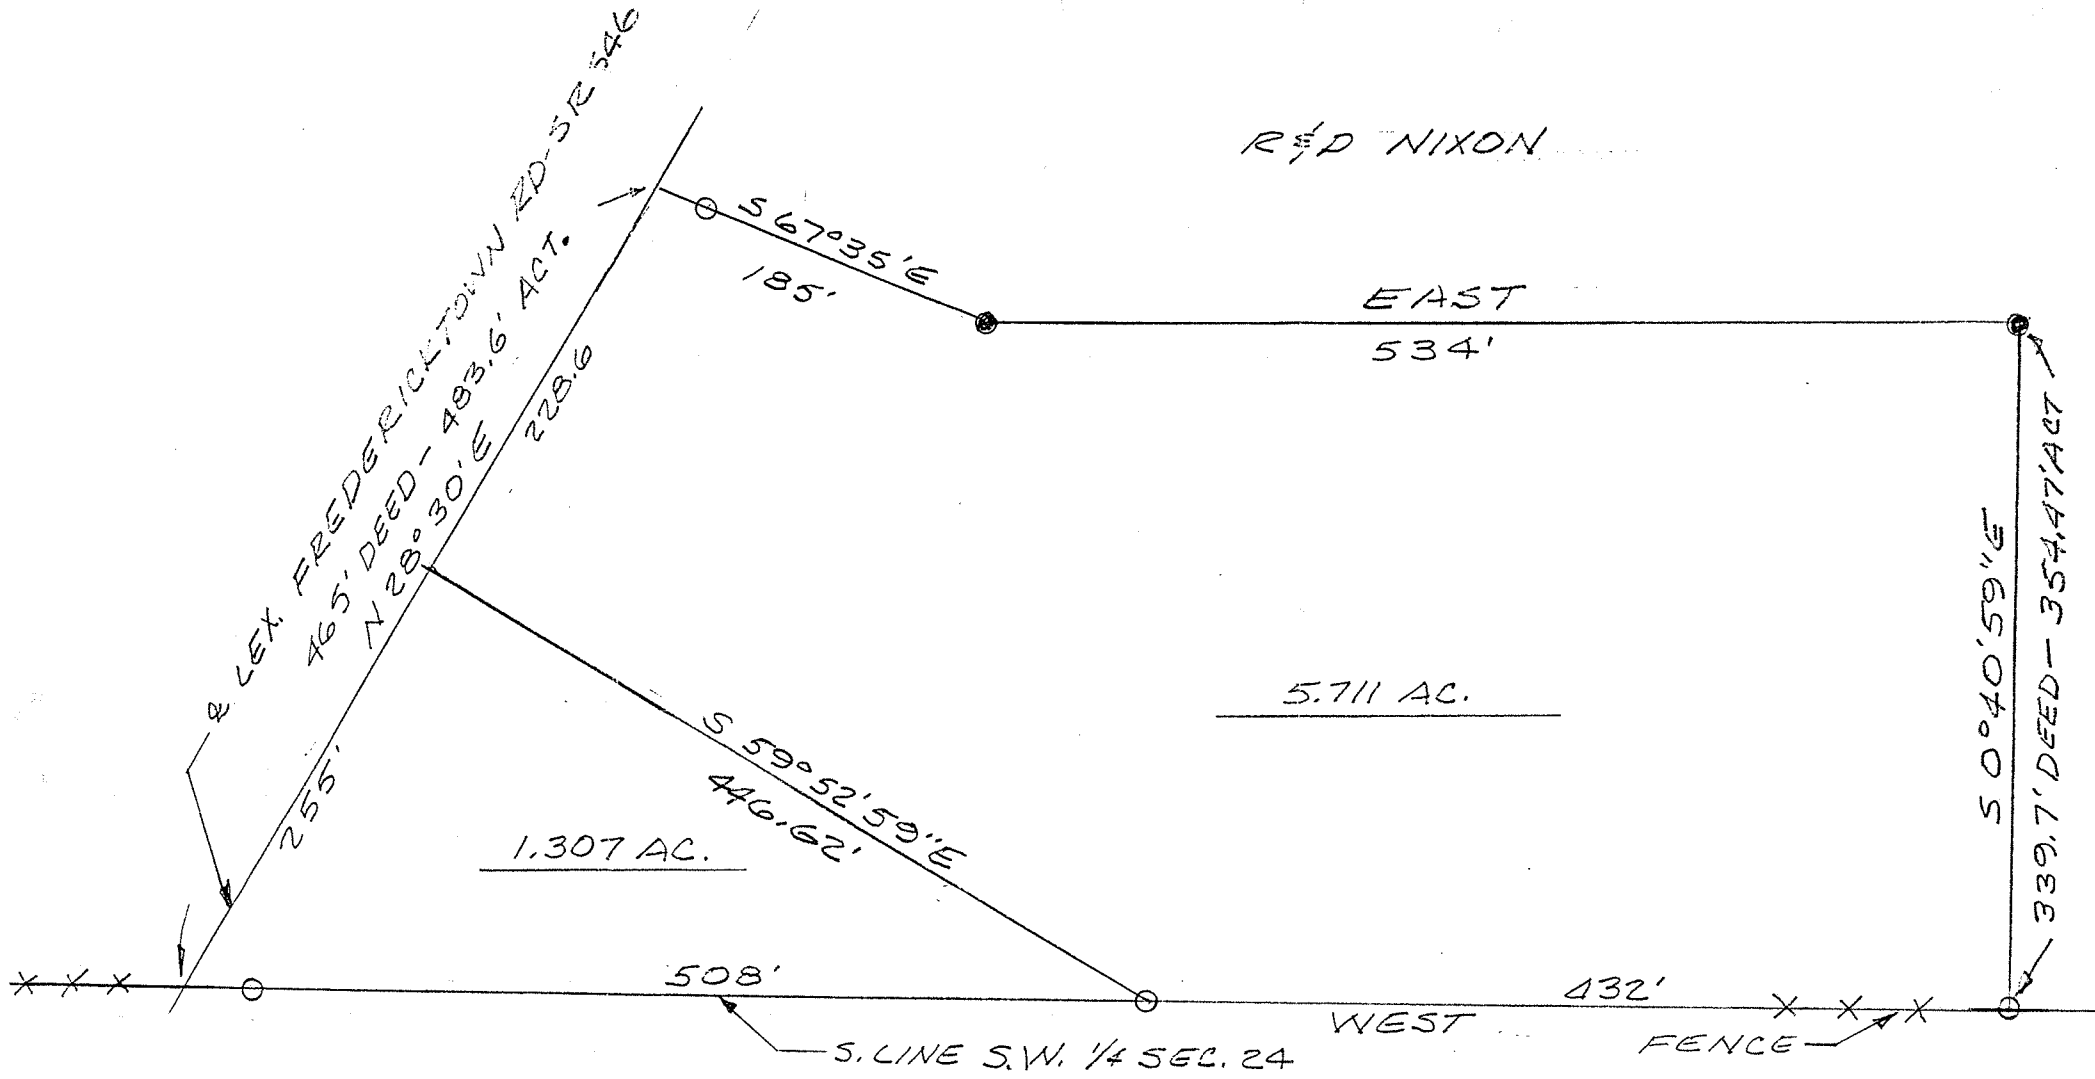 R&D NIXON
℄ LEX. FREDERICKTOWN RD-SR 546
465' DEED - 483.6' ACT.
N 28° 30' E
228.6
255'
S 67°35'E
185'
EAST
534'
S 0°40'59"E
339.7' DEED - 354.47' ACT
5.711 AC.
S 59°52'59"E
446.62'
1.307 AC.
508'
432'
WEST
FENCE
S. LINE S.W. 1/4 SEC. 24